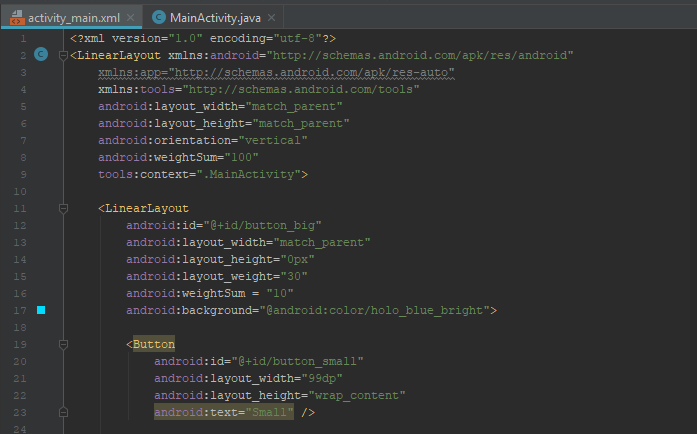 activity_main.xml MainActivity.java
1 <?xml version="1.0" encoding="utf-8"?>
2 <LinearLayout xmlns:android="http://schemas.android.com/apk/res/android"
3 xmlns:app="http://schemas.android.com/apk/res-auto"
4 xmlns:tools="http://schemas.android.com/tools"
5 android:layout_width="match_parent"
6 android:layout_height="match_parent"
7 android:orientation="vertical"
8 android:weightSum="100"
9 tools:context=".MainActivity">
10
11 <LinearLayout
12 android:id="@+id/button_big"
13 android:layout_width="match_parent"
14 android:layout_height="0px"
15 android:layout_weight="30"
16 android:weightSum = "10"
17 android:background="@android:color/holo_blue_bright">
18
19 <Button
20 android:id="@+id/button_small"
21 android:layout_width="99dp"
22 android:layout_height="wrap_content"
23 android:text="Small" />
24